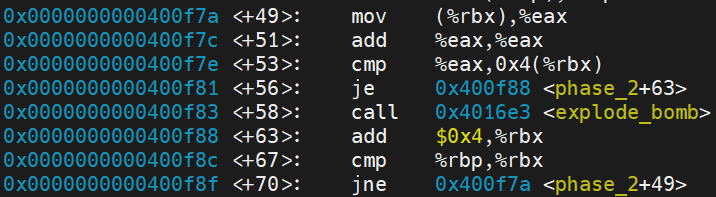 0x0000000000400f7a <+49>: mov (%rbx),%eax
0x0000000000400f7c <+51>: add %eax,%eax
0x0000000000400f7e <+53>: cmp %eax,0x4(%rbx)
0x0000000000400f81 <+56>: je 0x400f88 <phase_2+63>
0x0000000000400f83 <+58>: call 0x4016e3 <explode_bomb>
0x0000000000400f88 <+63>: add $0x4,%rbx
0x0000000000400f8c <+67>: cmp %rbp,%rbx
0x0000000000400f8f <+70>: jne 0x400f7a <phase_2+49>